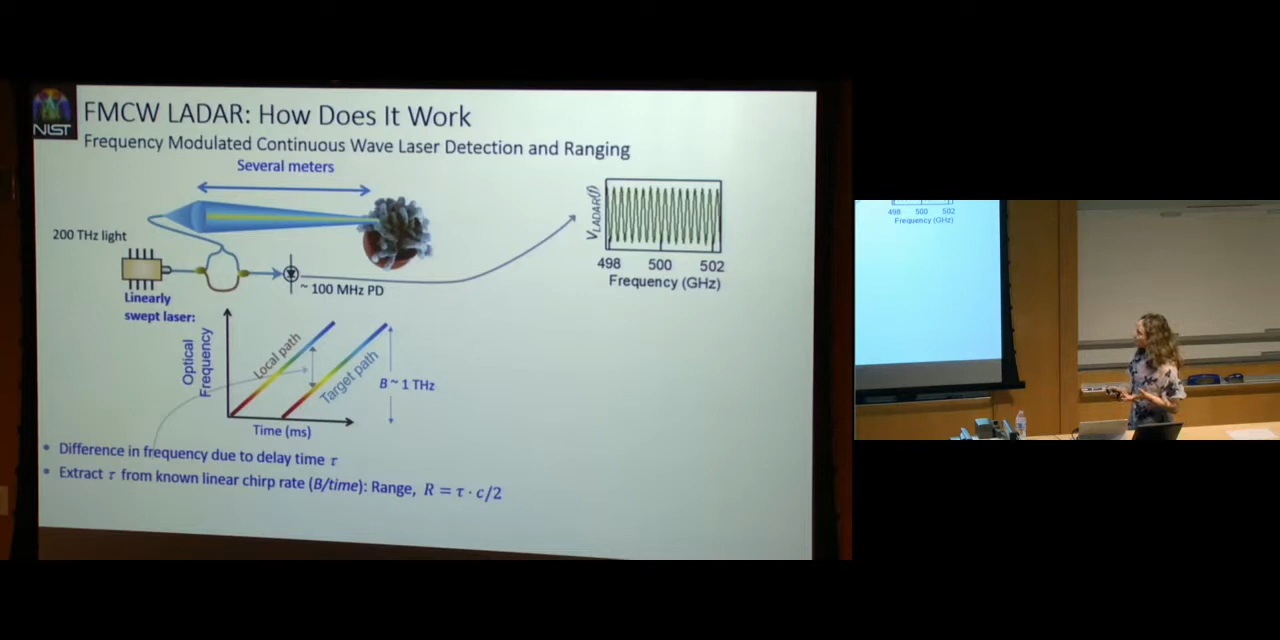 NIST
FMCW LADAR: How Does It Work
Frequency Modulated Continuous Wave Laser Detection and Ranging
Several meters
200 THz light
~ 100 MHz PD
Linearly
swept laser:
V_LADAR(f)
498 500 502
Frequency (GHz)
Optical
Frequency
Local path
Target path
B ~ 1 THz
Time (ms)
• Difference in frequency due to delay time τ
• Extract τ from known linear chirp rate (B/time): Range, R = τ · c/2
498 500 502
Frequency (GHz)